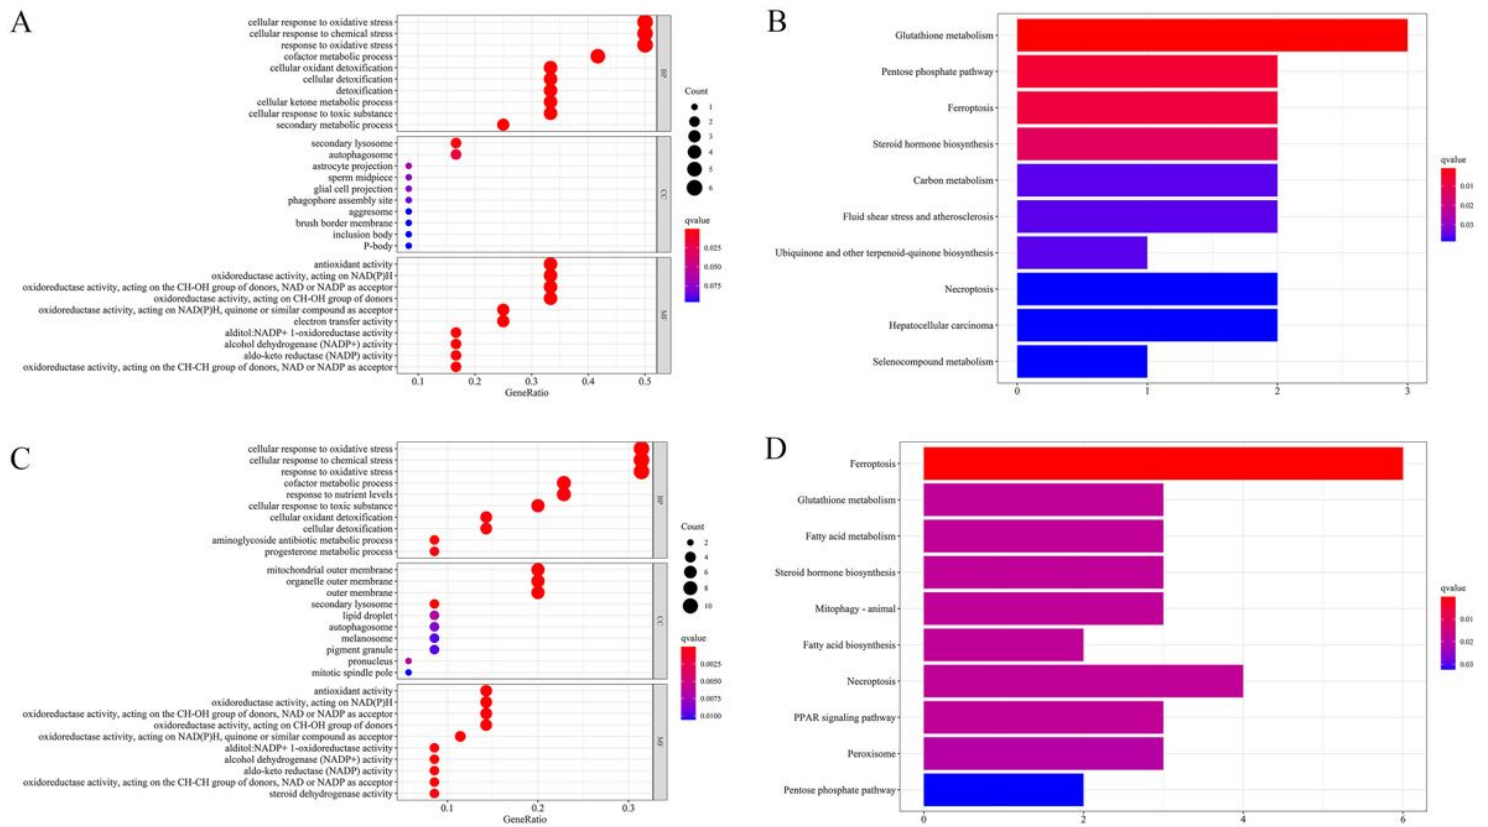 A
cellular response to oxidative stress
cellular response to chemical stress
response to oxidative stress
cofactor metabolic process
cellular oxidant detoxification
cellular detoxification
detoxification
cellular ketone metabolic process
cellular response to toxic substance
secondary metabolic process
BP
secondary lysosome
autophagosome
astrocyte projection
sperm midpiece
glial cell projection
phagophore assembly site
aggresome
brush border membrane
inclusion body
P-body
CC
antioxidant activity
oxidoreductase activity, acting on NAD(P)H
oxidoreductase activity, acting on the CH-OH group of donors, NAD or NADP as acceptor
oxidoreductase activity, acting on CH-OH group of donors
oxidoreductase activity, acting on NAD(P)H, quinone or similar compound as acceptor
electron transfer activity
alditol:NADP+ 1-oxidoreductase activity
alcohol dehydrogenase (NADP+) activity
aldo-keto reductase (NADP) activity
oxidoreductase activity, acting on the CH-CH group of donors, NAD or NADP as acceptor
MF
0.1 0.2 0.3 0.4 0.5
GeneRatio
Count
1
2
3
4
5
6
qvalue
0.025
0.050
0.075
B
Glutathione metabolism
Pentose phosphate pathway
Ferroptosis
Steroid hormone biosynthesis
Carbon metabolism
Fluid shear stress and atherosclerosis
Ubiquinone and other terpenoid-quinone biosynthesis
Necroptosis
Hepatocellular carcinoma
Selenocompound metabolism
0 1 2 3
qvalue
0.01
0.02
0.03
C
cellular response to oxidative stress
cellular response to chemical stress
response to oxidative stress
cofactor metabolic process
response to nutrient levels
cellular response to toxic substance
cellular oxidant detoxification
cellular detoxification
aminoglycoside antibiotic metabolic process
progesterone metabolic process
BP
mitochondrial outer membrane
organelle outer membrane
outer membrane
secondary lysosome
lipid droplet
autophagosome
melanosome
pigment granule
pronucleus
mitotic spindle pole
CC
antioxidant activity
oxidoreductase activity, acting on NAD(P)H
oxidoreductase activity, acting on the CH-OH group of donors, NAD or NADP as acceptor
oxidoreductase activity, acting on CH-OH group of donors
oxidoreductase activity, acting on NAD(P)H, quinone or similar compound as acceptor
alditol:NADP+ 1-oxidoreductase activity
alcohol dehydrogenase (NADP+) activity
aldo-keto reductase (NADP) activity
oxidoreductase activity, acting on the CH-CH group of donors, NAD or NADP as acceptor
steroid dehydrogenase activity
MF
0.1 0.2 0.3
GeneRatio
Count
2
4
6
8
10
qvalue
0.0025
0.0050
0.0075
0.0100
D
Ferroptosis
Glutathione metabolism
Fatty acid metabolism
Steroid hormone biosynthesis
Mitophagy - animal
Fatty acid biosynthesis
Necroptosis
PPAR signaling pathway
Peroxisome
Pentose phosphate pathway
0 2 4 6
qvalue
0.01
0.02
0.03